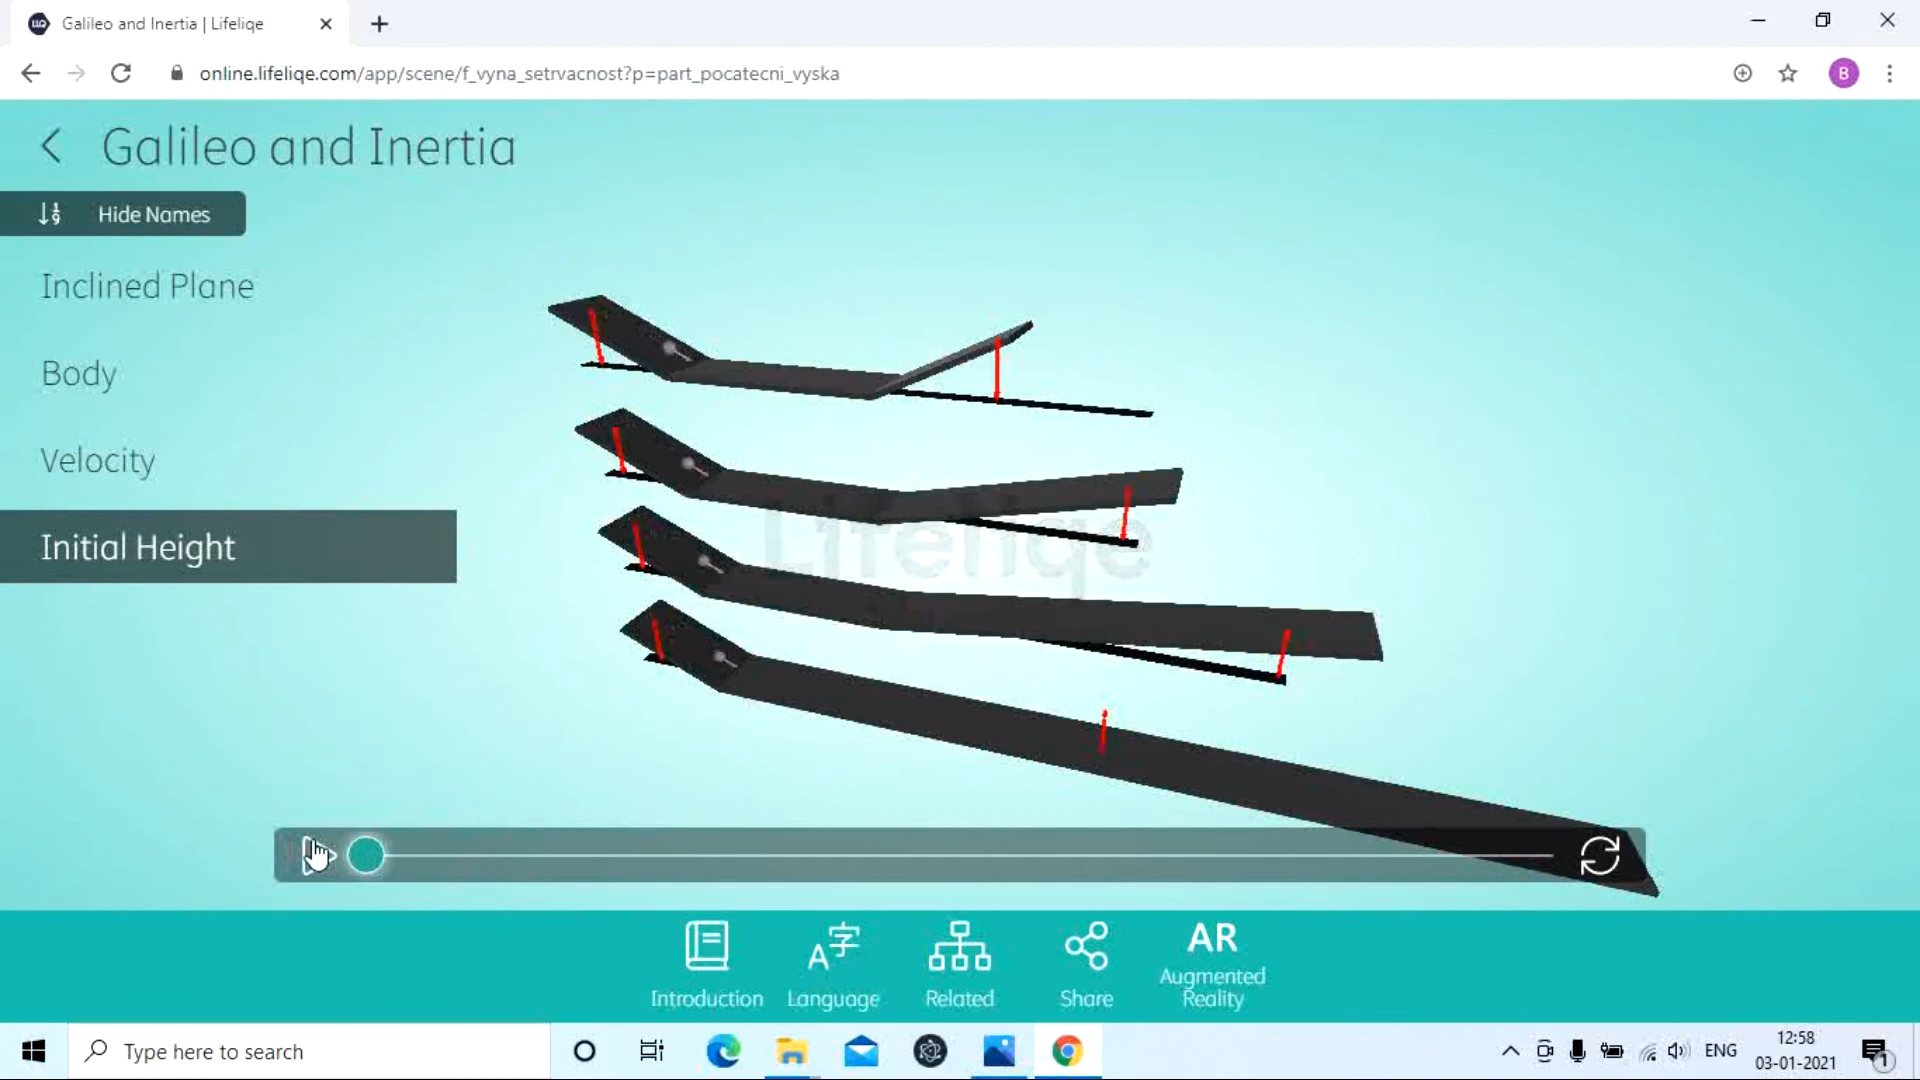 Galileo and Inertia | Lifeliqe
online.lifeliqe.com/app/scene/f_vyna_setrvacnost?p=part_pocatecni_vyska
B
Galileo and Inertia
Hide Names
Inclined Plane
Body
Velocity
Initial Height
Lifeliqe
AR
Introduction
Language
Related
Share
Augmented
Reality
Type here to search
ENG
12:58
03-01-2021
1